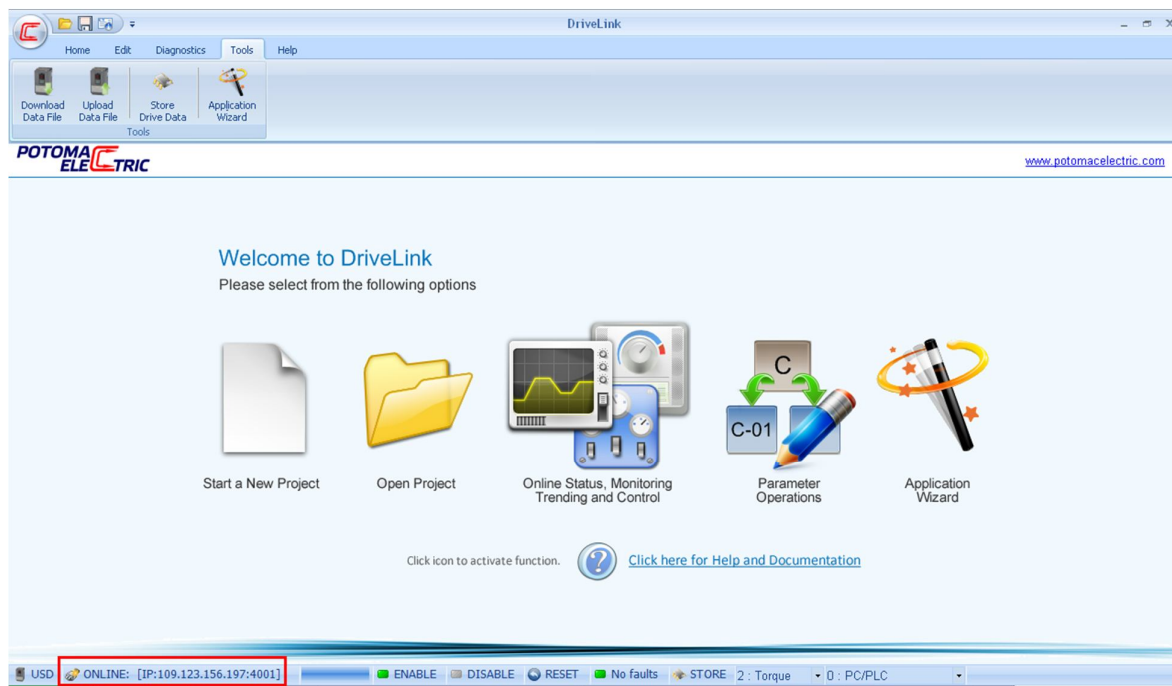 DriveLink
Home Edit Diagnostics Tools Help
Download Data File
Upload Data File
Store Drive Data
Application Wizard
Tools
POTOMAC
ELECTRIC
www.potomacelectric.com
Welcome to DriveLink
Please select from the following options
C
C-01
Start a New Project
Open Project
Online Status, Monitoring
Trending and Control
Parameter
Operations
Application
Wizard
Click icon to activate function.
?
Click here for Help and Documentation
USD ONLINE: [IP:109.123.156.197:4001] ENABLE DISABLE RESET No faults STORE 2 : Torque 0 : PC/PLC